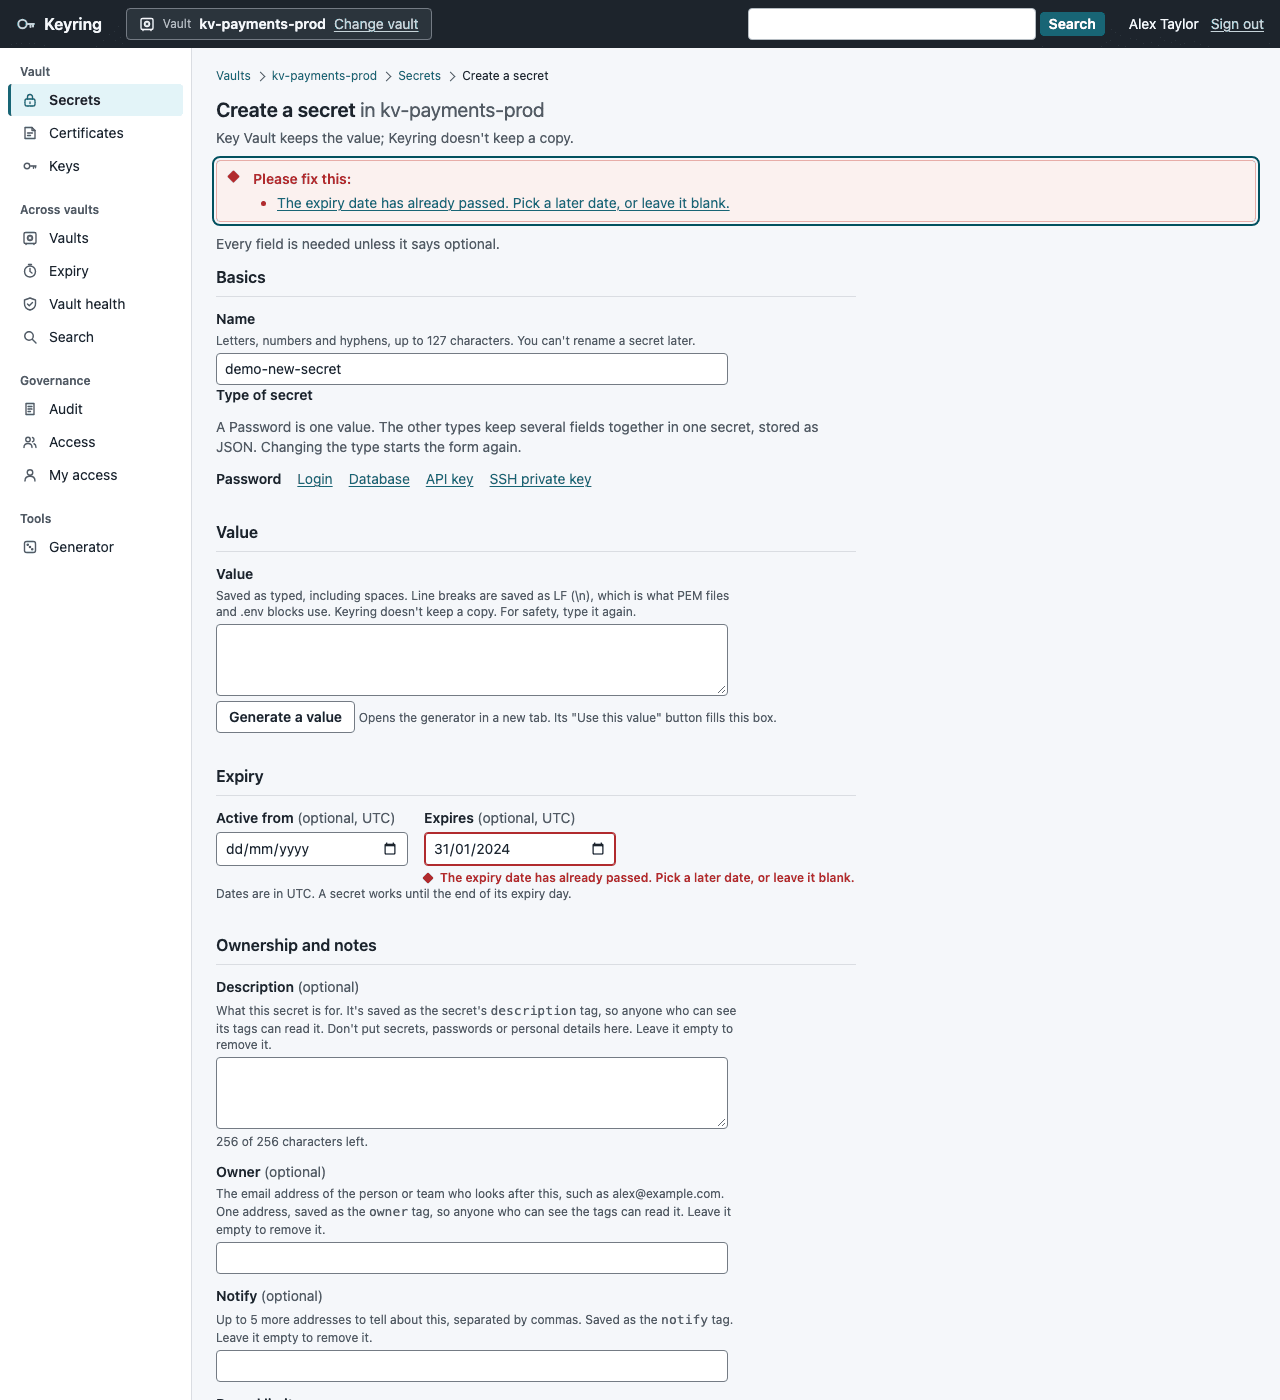 Keyring
Vault kv-payments-prod Change vault
Search
Alex Taylor Sign out
Vault
Secrets
Certificates
Keys
Across vaults
Vaults
Expiry
Vault health
Search
Governance
Audit
Access
My access
Tools
Generator
Vaults > kv-payments-prod > Secrets > Create a secret
Create a secret in kv-payments-prod
Key Vault keeps the value; Keyring doesn't keep a copy.
Please fix this:
• The expiry date has already passed. Pick a later date, or leave it blank.
Every field is needed unless it says optional.
Basics
Name
Letters, numbers and hyphens, up to 127 characters. You can't rename a secret later.
demo-new-secret
Type of secret
A Password is one value. The other types keep several fields together in one secret, stored as
JSON. Changing the type starts the form again.
Password Login Database API key SSH private key
Value
Value
Saved as typed, including spaces. Line breaks are saved as LF (\n), which is what PEM files
and .env blocks use. Keyring doesn't keep a copy. For safety, type it again.
Generate a value Opens the generator in a new tab. Its "Use this value" button fills this box.
Expiry
Active from (optional, UTC) Expires (optional, UTC)
dd/mm/yyyy 31/01/2024
The expiry date has already passed. Pick a later date, or leave it blank.
Dates are in UTC. A secret works until the end of its expiry day.
Ownership and notes
Description (optional)
What this secret is for. It's saved as the secret's description tag, so anyone who can see
its tags can read it. Don't put secrets, passwords or personal details here. Leave it empty to
remove it.
256 of 256 characters left.
Owner (optional)
The email address of the person or team who looks after this, such as alex@example.com.
One address, saved as the owner tag, so anyone who can see the tags can read it. Leave it
empty to remove it.
Notify (optional)
Up to 5 more addresses to tell about this, separated by commas. Saved as the notify tag.
Leave it empty to remove it.